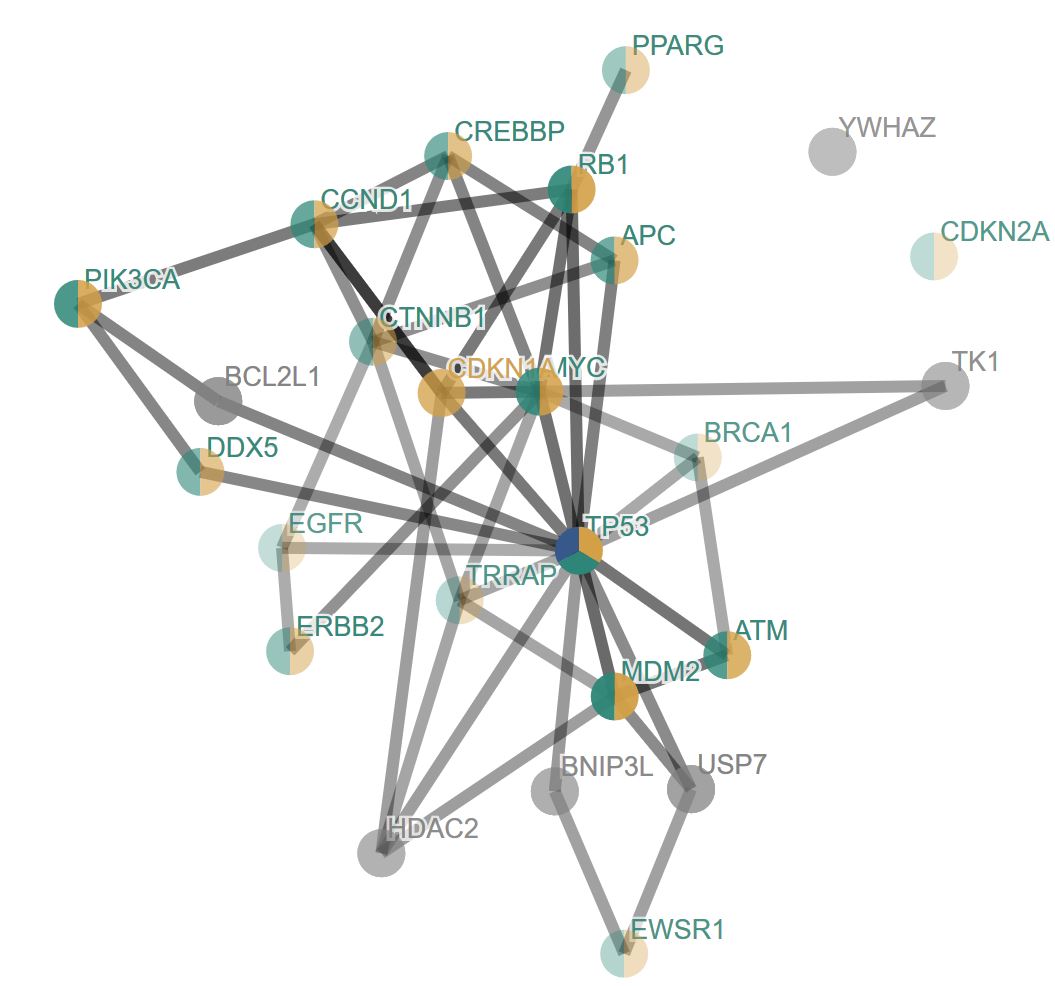 PPARG
YWHAZ
CREBBP
RB1
CCND1
APC
CDKN2A
PIK3CA
CTNNB1
CDKN1A
MYC
TK1
BCL2L1
BRCA1
DDX5
EGFR
TP53
TRRAP
ERBB2
ATM
MDM2
BNIP3L
USP7
HDAC2
EWSR1